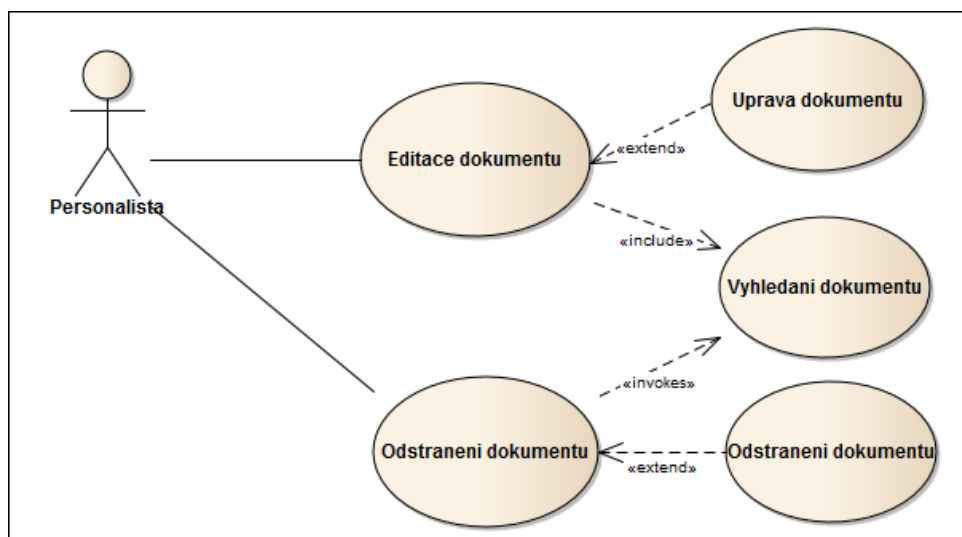 Uprava dokumentu
«extend»
Editace dokumentu
Personalista
«include»
Vyhledani dokumentu
«invokes»
Odstraneni dokumentu
Odstraneni dokumentu
«extend»